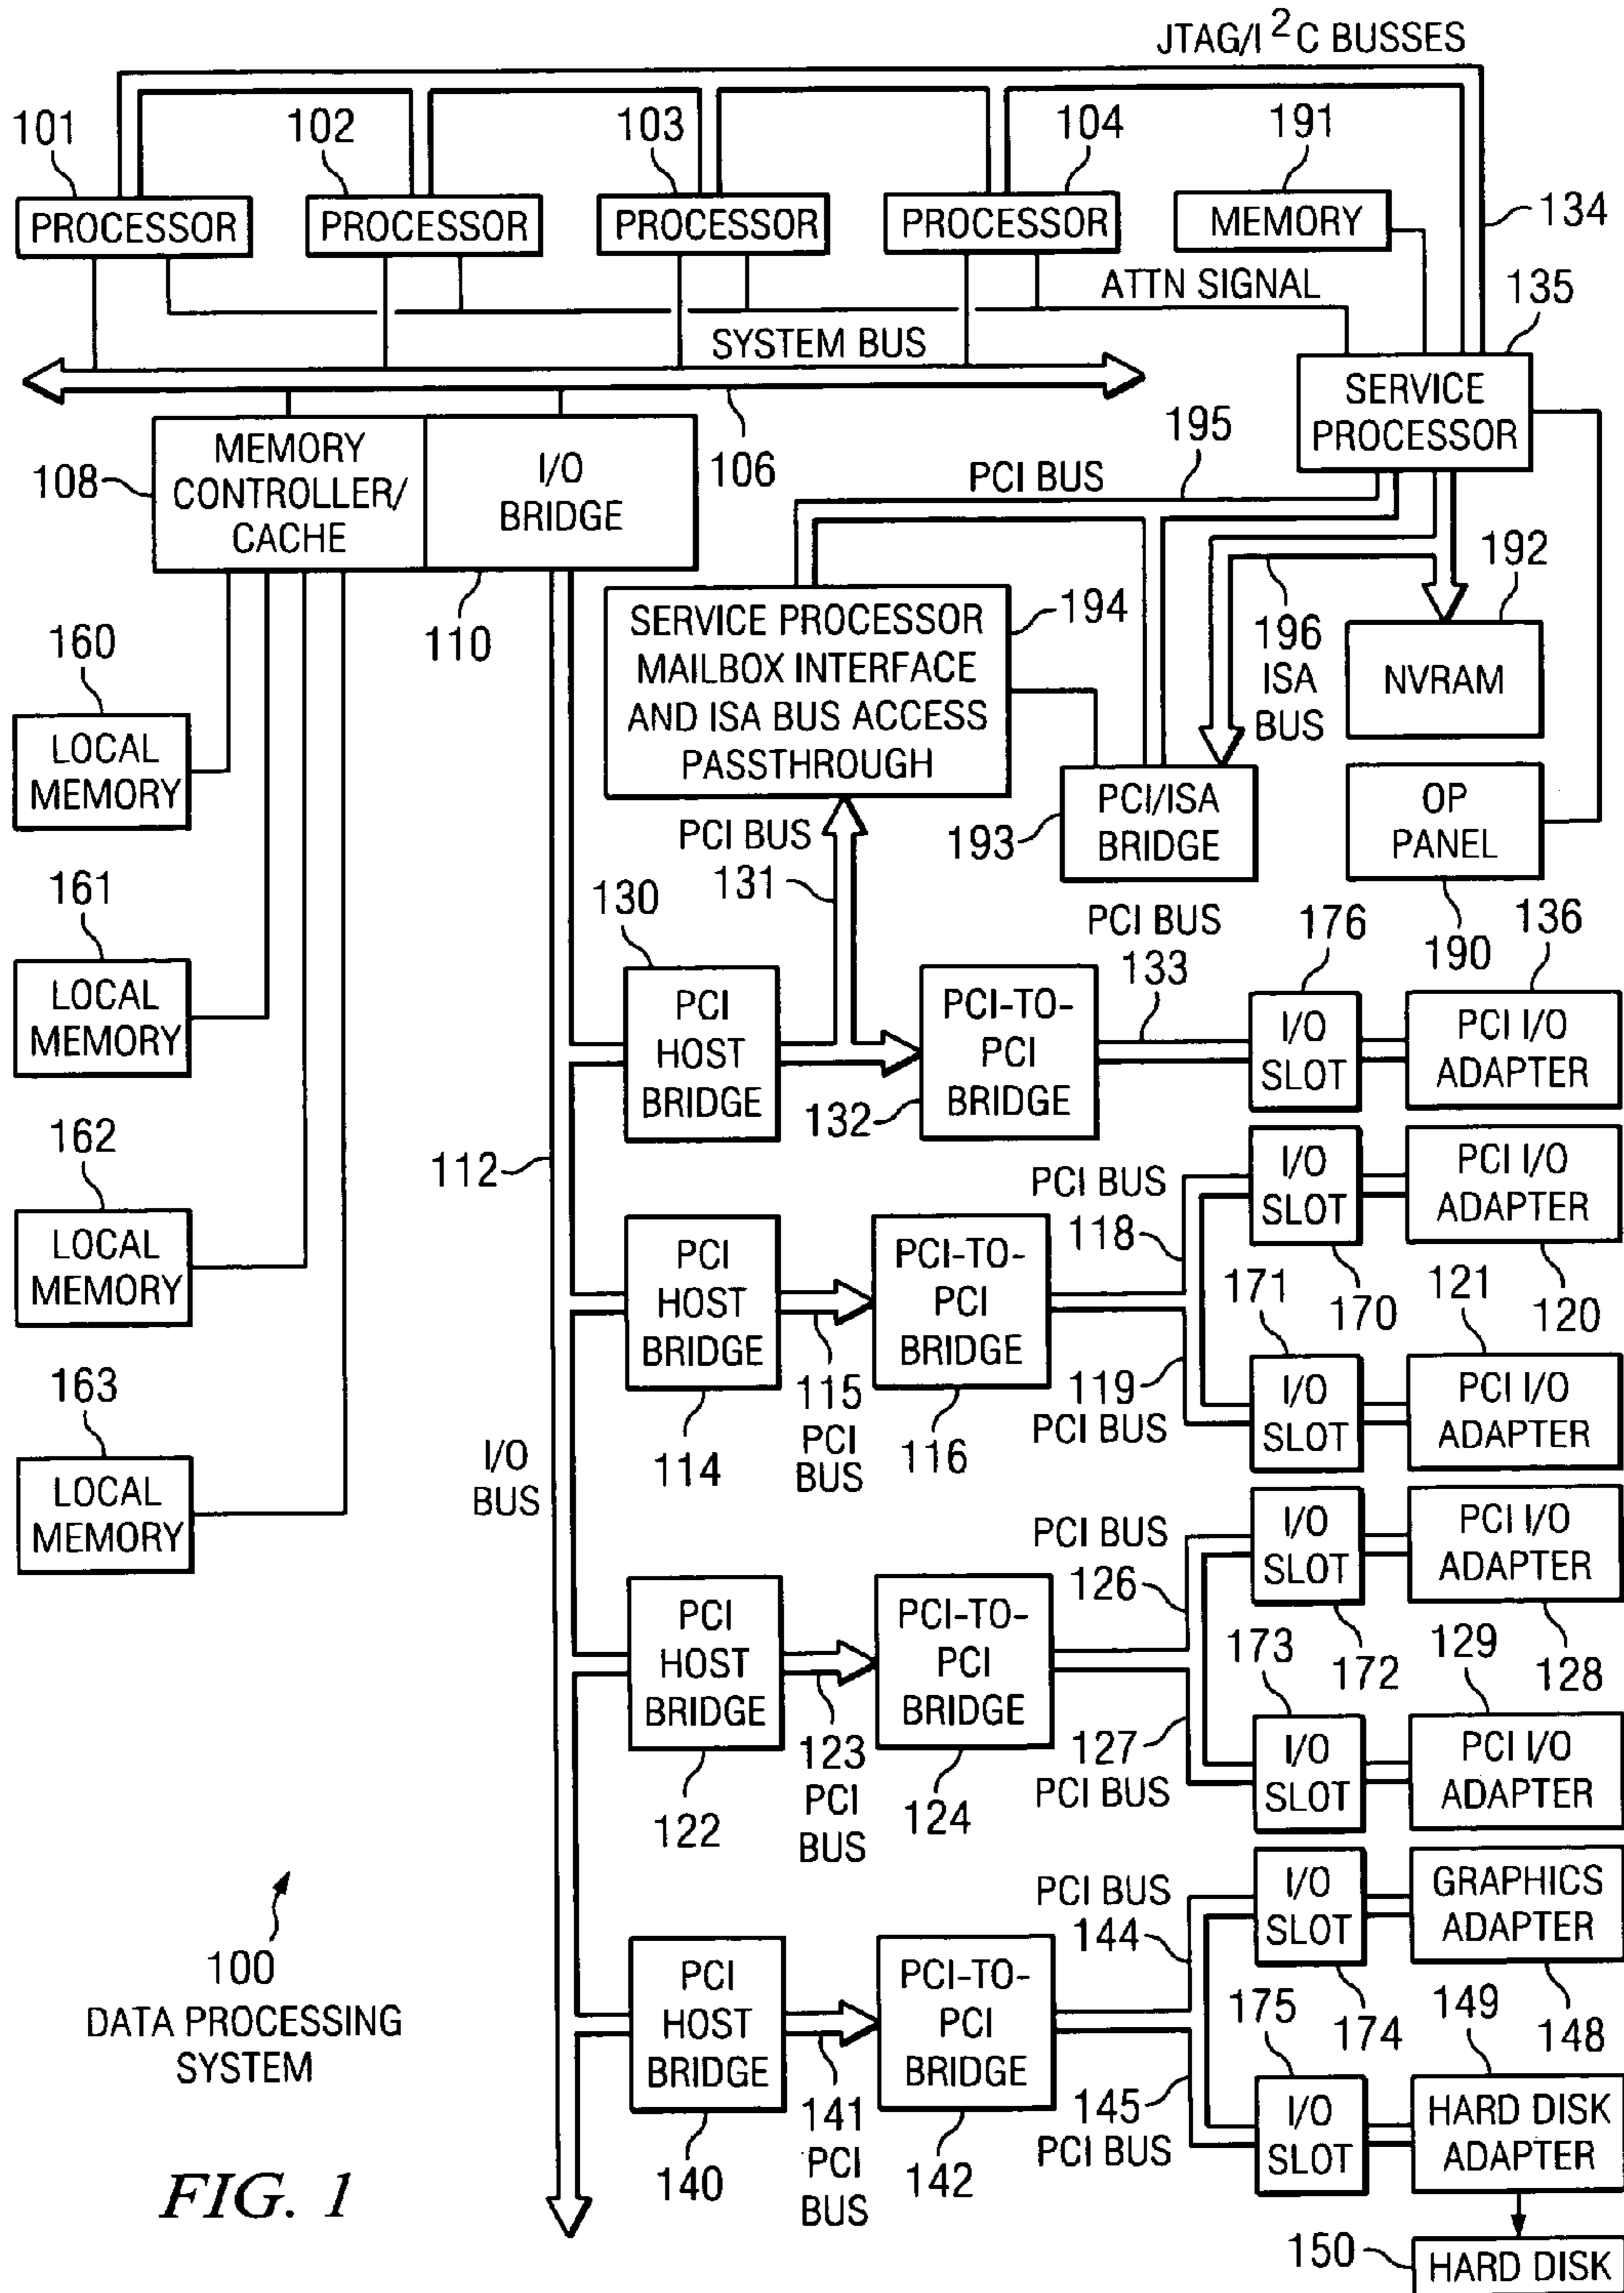 JTAG/I²C BUSSES
101
102
103
104
191
PROCESSOR
PROCESSOR
PROCESSOR
PROCESSOR
MEMORY
134
ATTN SIGNAL
135
SYSTEM BUS
SERVICE
PROCESSOR
108
MEMORY
CONTROLLER/
CACHE
I/O
BRIDGE
106
195
PCI BUS
192
110
SERVICE PROCESSOR
MAILBOX INTERFACE
AND ISA BUS ACCESS
PASSTHROUGH
194
196
ISA
BUS
NVRAM
160
LOCAL
MEMORY
PCI BUS
131
193
PCI/ISA
BRIDGE
OP
PANEL
190
161
LOCAL
MEMORY
130
PCI
HOST
BRIDGE
132
PCI-TO-
PCI
BRIDGE
PCI BUS
133
176
I/O
SLOT
136
PCI I/O
ADAPTER
162
LOCAL
MEMORY
112
PCI
HOST
BRIDGE
114
115
PCI
BUS
PCI-TO-
PCI
BRIDGE
116
PCI BUS
118
I/O
SLOT
170
PCI I/O
ADAPTER
120
119
PCI BUS
171
I/O
SLOT
121
PCI I/O
ADAPTER
163
LOCAL
MEMORY
I/O
BUS
PCI
HOST
BRIDGE
122
123
PCI
BUS
PCI-TO-
PCI
BRIDGE
124
PCI BUS
126
I/O
SLOT
172
PCI I/O
ADAPTER
128
127
PCI BUS
173
I/O
SLOT
129
PCI I/O
ADAPTER
100
DATA PROCESSING
SYSTEM
PCI
HOST
BRIDGE
140
141
PCI
BUS
PCI-TO-
PCI
BRIDGE
142
PCI BUS
144
I/O
SLOT
174
GRAPHICS
ADAPTER
148
145
PCI BUS
175
I/O
SLOT
149
HARD DISK
ADAPTER
150
HARD DISK
FIG. 1